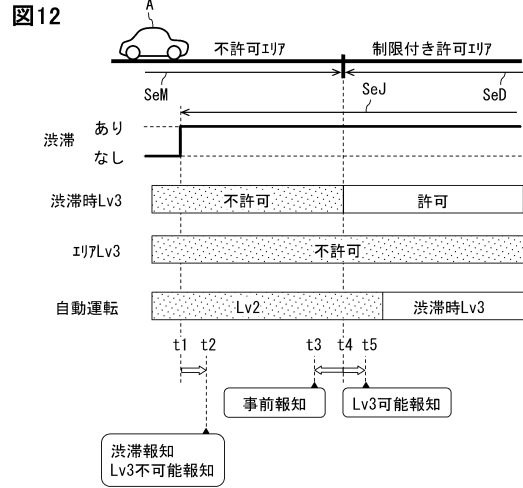 図12
A
不許可エリア
制限付き許可エリア
SeM
SeJ
SeD
渋滞
あり
なし
渋滞時Lv3
不許可
許可
エリアLv3
不許可
自動運転
Lv2
渋滞時Lv3
t1 t2 t3 t4 t5
事前報知
Lv3可能報知
渋滞報知
Lv3不可能報知